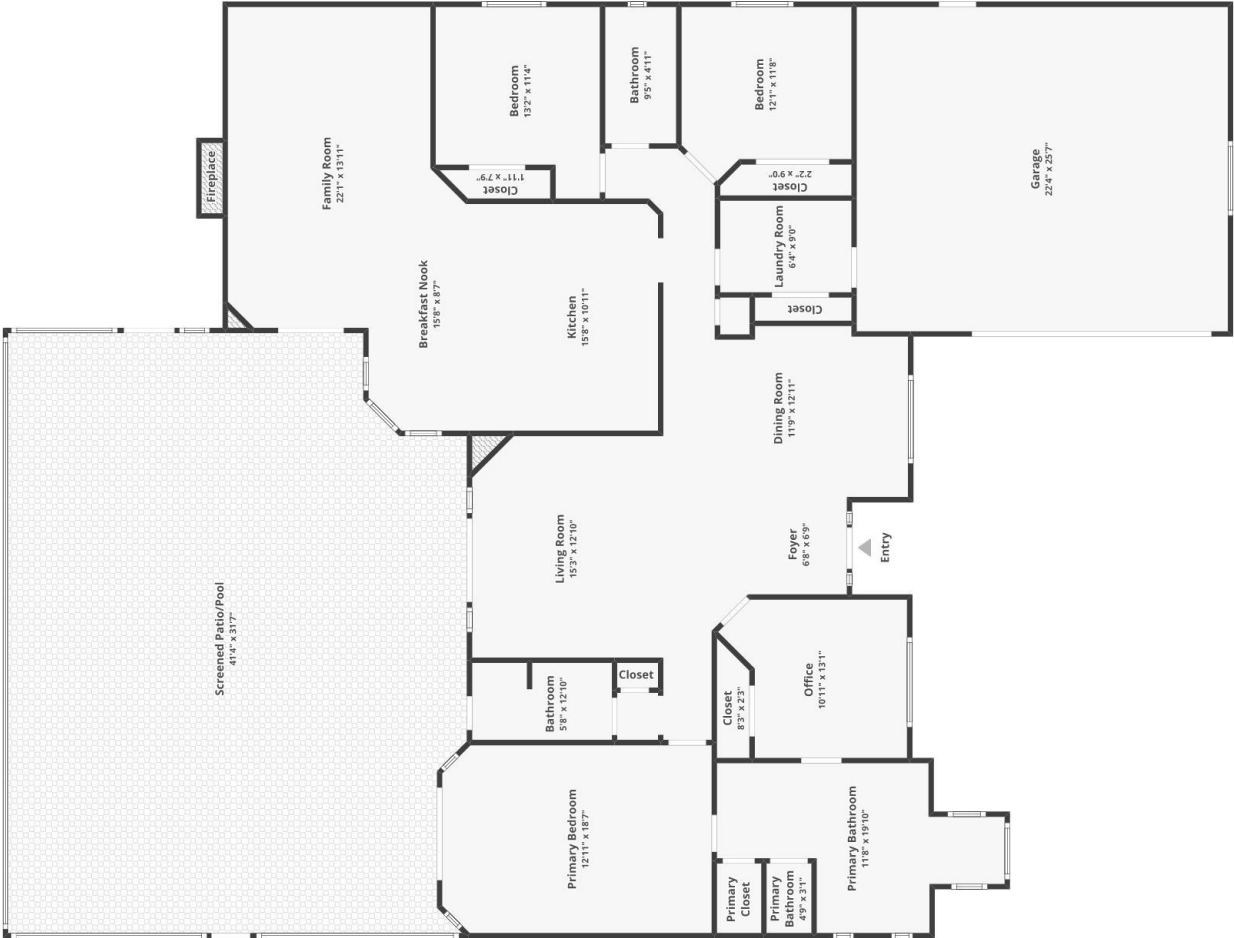 Bedroom
13'2" x 11'4"
Bathroom
9'5" x 4'11"
Bedroom
12'1" x 11'8"
Garage
22'4" x 25'7"
Family Room
22'1" x 13'11"
Fireplace
Closet
1'11" x 7'9"
Closet
2'2" x 9'0"
Laundry Room
6'4" x 9'0"
Closet
Breakfast Nook
15'8" x 8'7"
Kitchen
15'8" x 10'11"
Dining Room
11'9" x 12'11"
Living Room
15'3" x 12'10"
Foyer
6'8" x 6'9"
Entry
Screened Patio/Pool
41'4" x 31'7"
Bathroom
5'8" x 12'10"
Closet
Closet
8'3" x 2'3"
Office
10'11" x 13'1"
Primary Bedroom
12'11" x 18'7"
Primary Bathroom
11'8" x 19'10"
Primary
Closet
Primary
Bathroom
4'9" x 3'1"